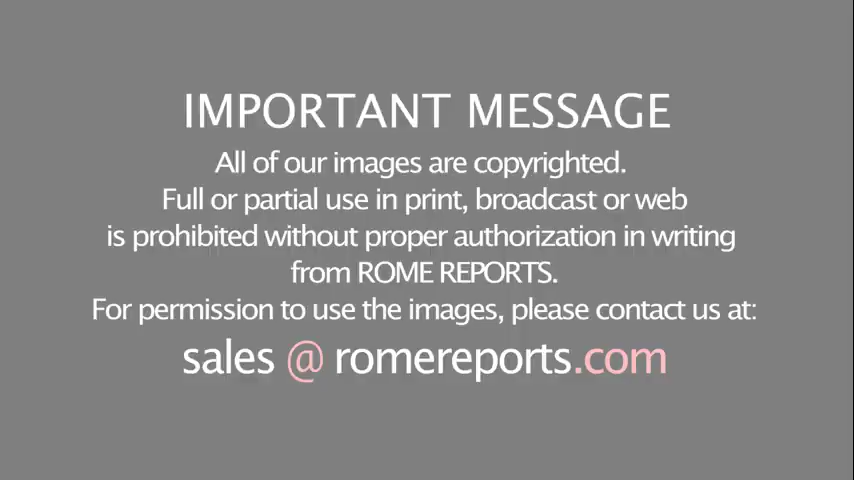 IMPORTANT MESSAGE
All of our images are copyrighted.
Full or partial use in print, broadcast or web
is prohibited without proper authorization in writing
from ROME REPORTS.
For permission to use the images, please contact us at:
sales @ romereports.com